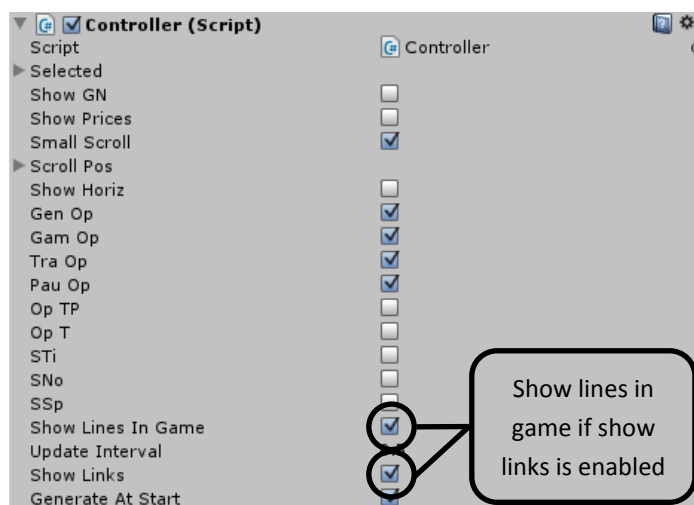 Controller (Script)
Script Controller
Selected
Show GN
Show Prices
Small Scroll
Scroll Pos
Show Horiz
Gen Op
Gam Op
Tra Op
Pau Op
Op TP
Op T
STi
SNo
SSp
Show Lines In Game
Update Interval
Show Links
Generate At Start
Show lines in
game if show
links is enabled